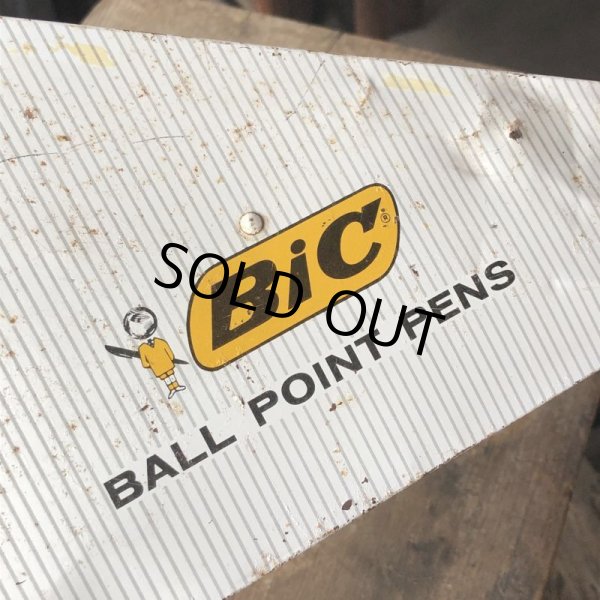 BiC®
SOLD OUT
BALL POINT PENS